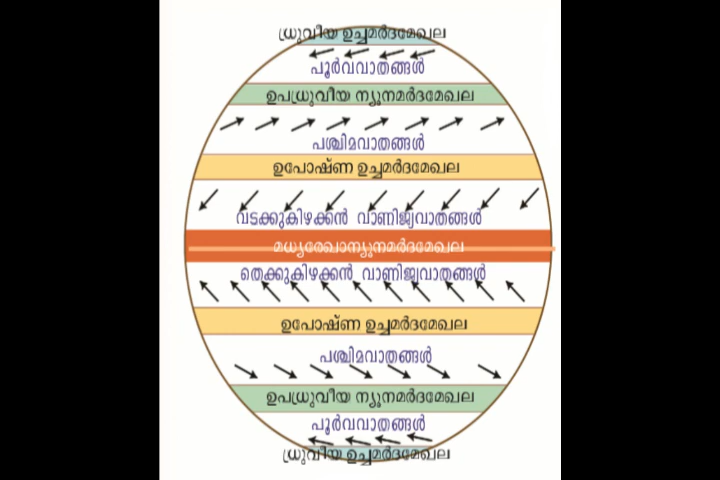 ധ്രുവീയ ഉച്ചമർദമേഖല
പൂർവവാതങ്ങൾ
ഉപധ്രുവീയ ന്യൂനമർദമേഖല
പശ്ചിമവാതങ്ങൾ
ഉപോഷ്ണ ഉച്ചമർദമേഖല
വടക്കുകിഴക്കൻ വാണിജ്യവാതങ്ങൾ
മധ്യരേഖാന്യൂനമർദമേഖല
തെക്കുകിഴക്കൻ വാണിജ്യവാതങ്ങൾ
ഉപോഷ്ണ ഉച്ചമർദമേഖല
പശ്ചിമവാതങ്ങൾ
ഉപധ്രുവീയ ന്യൂനമർദമേഖല
പൂർവവാതങ്ങൾ
ധ്രുവീയ ഉച്ചമർദമേഖല